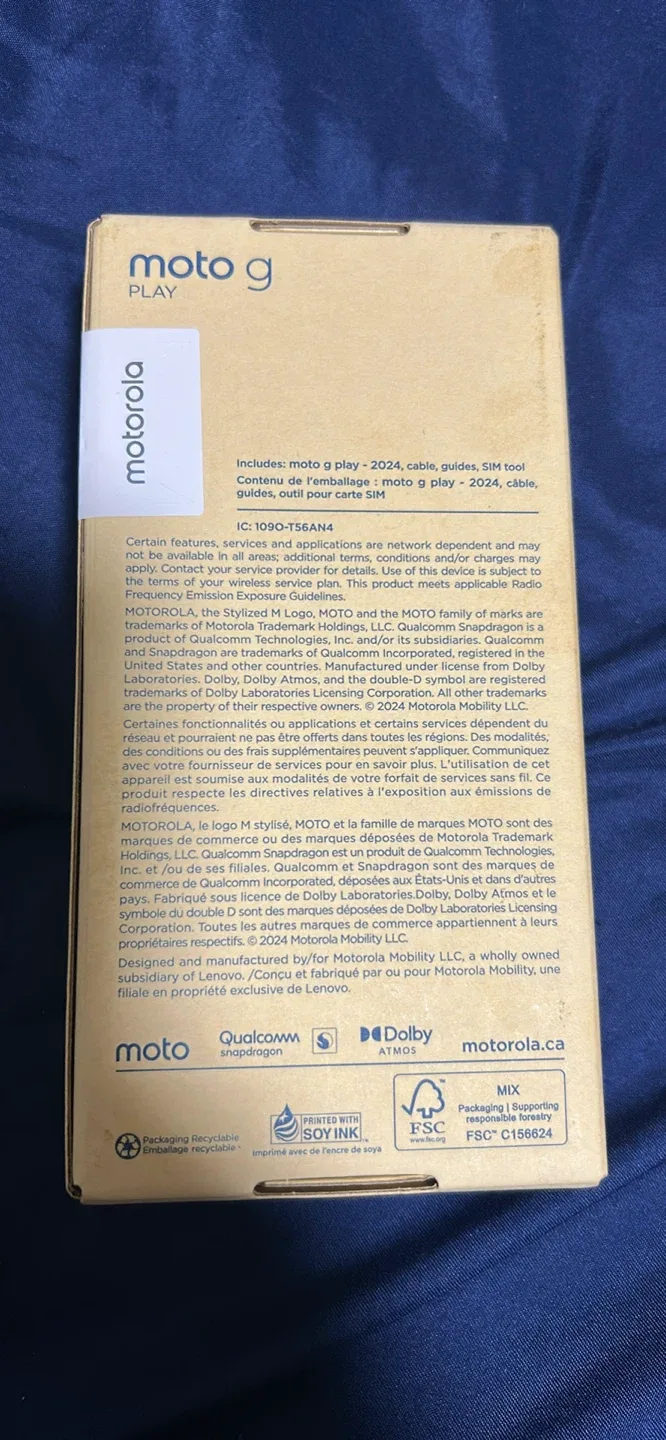 moto g
PLAY
motorola
Includes: moto g play - 2024, cable, guides, SIM tool
Contenu de l'emballage : moto g play - 2024, câble,
guides, outil pour carte SIM
IC: 109O-T56AN4
Certain features, services and applications are network dependent and may
not be available in all areas; additional terms, conditions and/or charges may
apply. Contact your service provider for details. Use of this device is subject to
the terms of your wireless service plan. This product meets applicable Radio
Frequency Emission Exposure Guidelines.
MOTOROLA, the Stylized M Logo, MOTO and the MOTO family of marks are
trademarks of Motorola Trademark Holdings, LLC. Qualcomm Snapdragon is a
product of Qualcomm Technologies, Inc. and/or its subsidiaries. Qualcomm
and Snapdragon are trademarks of Qualcomm Incorporated, registered in the
United States and other countries. Manufactured under license from Dolby
Laboratories. Dolby, Dolby Atmos, and the double-D symbol are registered
trademarks of Dolby Laboratories Licensing Corporation. All other trademarks
are the property of their respective owners. © 2024 Motorola Mobility LLC.
Certaines fonctionnalités ou applications et certains services dépendent du
réseau et pourraient ne pas être offerts dans toutes les régions. Des modalités,
des conditions ou des frais supplémentaires peuvent s'appliquer. Communiquez
avec votre fournisseur de services pour en savoir plus. L'utilisation de cet
appareil est soumise aux modalités de votre forfait de services sans fil. Ce
produit respecte les directives relatives à l'exposition aux émissions de
radiofréquences.
MOTOROLA, le logo M stylisé, MOTO et la famille de marques MOTO sont des
marques de commerce ou des marques déposées de Motorola Trademark
Holdings, LLC. Qualcomm Snapdragon est un produit de Qualcomm Technologies,
Inc. et /ou de ses filiales. Qualcomm et Snapdragon sont des marques de
commerce de Qualcomm Incorporated, déposées aux États-Unis et dans d'autres
pays. Fabriqué sous licence de Dolby Laboratories.Dolby, Dolby Atmos et le
symbole du double D sont des marques déposées de Dolby Laboratories Licensing
Corporation. Toutes les autres marques de commerce appartiennent à leurs
propriétaires respectifs. © 2024 Motorola Mobility LLC.
Designed and manufactured by/for Motorola Mobility LLC, a wholly owned
subsidiary of Lenovo. /Conçu et fabriqué par ou pour Motorola Mobility, une
filiale en propriété exclusive de Lenovo.
moto
Qualcomm
snapdragon
Dolby
ATMOS
motorola.ca
Packaging Recyclable
Emballage recyclable
PRINTED WITH
SOY INK
Imprimé avec de l'encre de soya
FSC
www.fsc.org
MIX
Packaging | Supporting
responsible forestry
FSC™ C156624